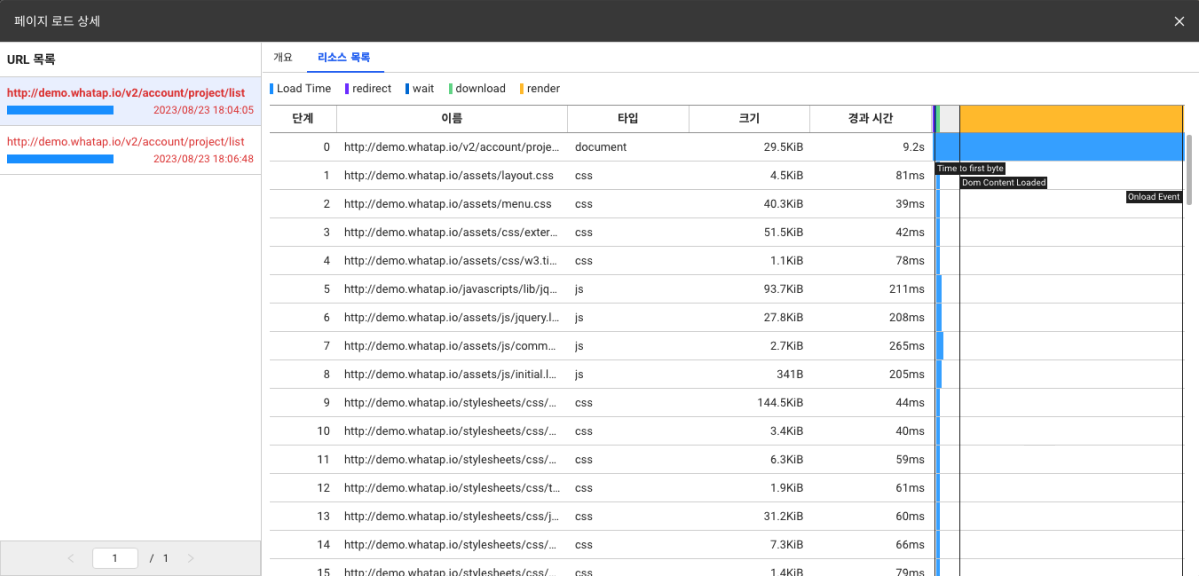 페이지 로드 상세
URL 목록
http://demo.whatap.io/v2/account/project/list
2023/08/23 18:04:05
http://demo.whatap.io/v2/account/project/list
2023/08/23 18:06:48
< 1 / 1 >
개요 리소스 목록
Load Time redirect wait download render
단계 이름 타입 크기 경과 시간
0 http://demo.whatap.io/v2/account/proje... document 29.5KiB 9.2s
Time to first byte
1 http://demo.whatap.io/assets/layout.css css 4.5KiB 81ms
Dom Content Loaded
Onload Event
2 http://demo.whatap.io/assets/menu.css css 40.3KiB 39ms
3 http://demo.whatap.io/assets/css/exter... css 51.5KiB 42ms
4 http://demo.whatap.io/assets/css/w3.ti... css 1.1KiB 78ms
5 http://demo.whatap.io/javascripts/lib/jq... js 93.7KiB 211ms
6 http://demo.whatap.io/assets/js/jquery.l... js 27.8KiB 208ms
7 http://demo.whatap.io/assets/js/comm... js 2.7KiB 265ms
8 http://demo.whatap.io/assets/js/initial.l... js 341B 205ms
9 http://demo.whatap.io/stylesheets/css/... css 144.5KiB 44ms
10 http://demo.whatap.io/stylesheets/css/... css 3.4KiB 40ms
11 http://demo.whatap.io/stylesheets/css/... css 6.3KiB 59ms
12 http://demo.whatap.io/stylesheets/css/t... css 1.9KiB 61ms
13 http://demo.whatap.io/stylesheets/css/j... css 31.2KiB 60ms
14 http://demo.whatap.io/stylesheets/css/... css 7.3KiB 66ms
15 http://demo.whatap.io/stylesheets/css/... css 1.4KiB 79ms